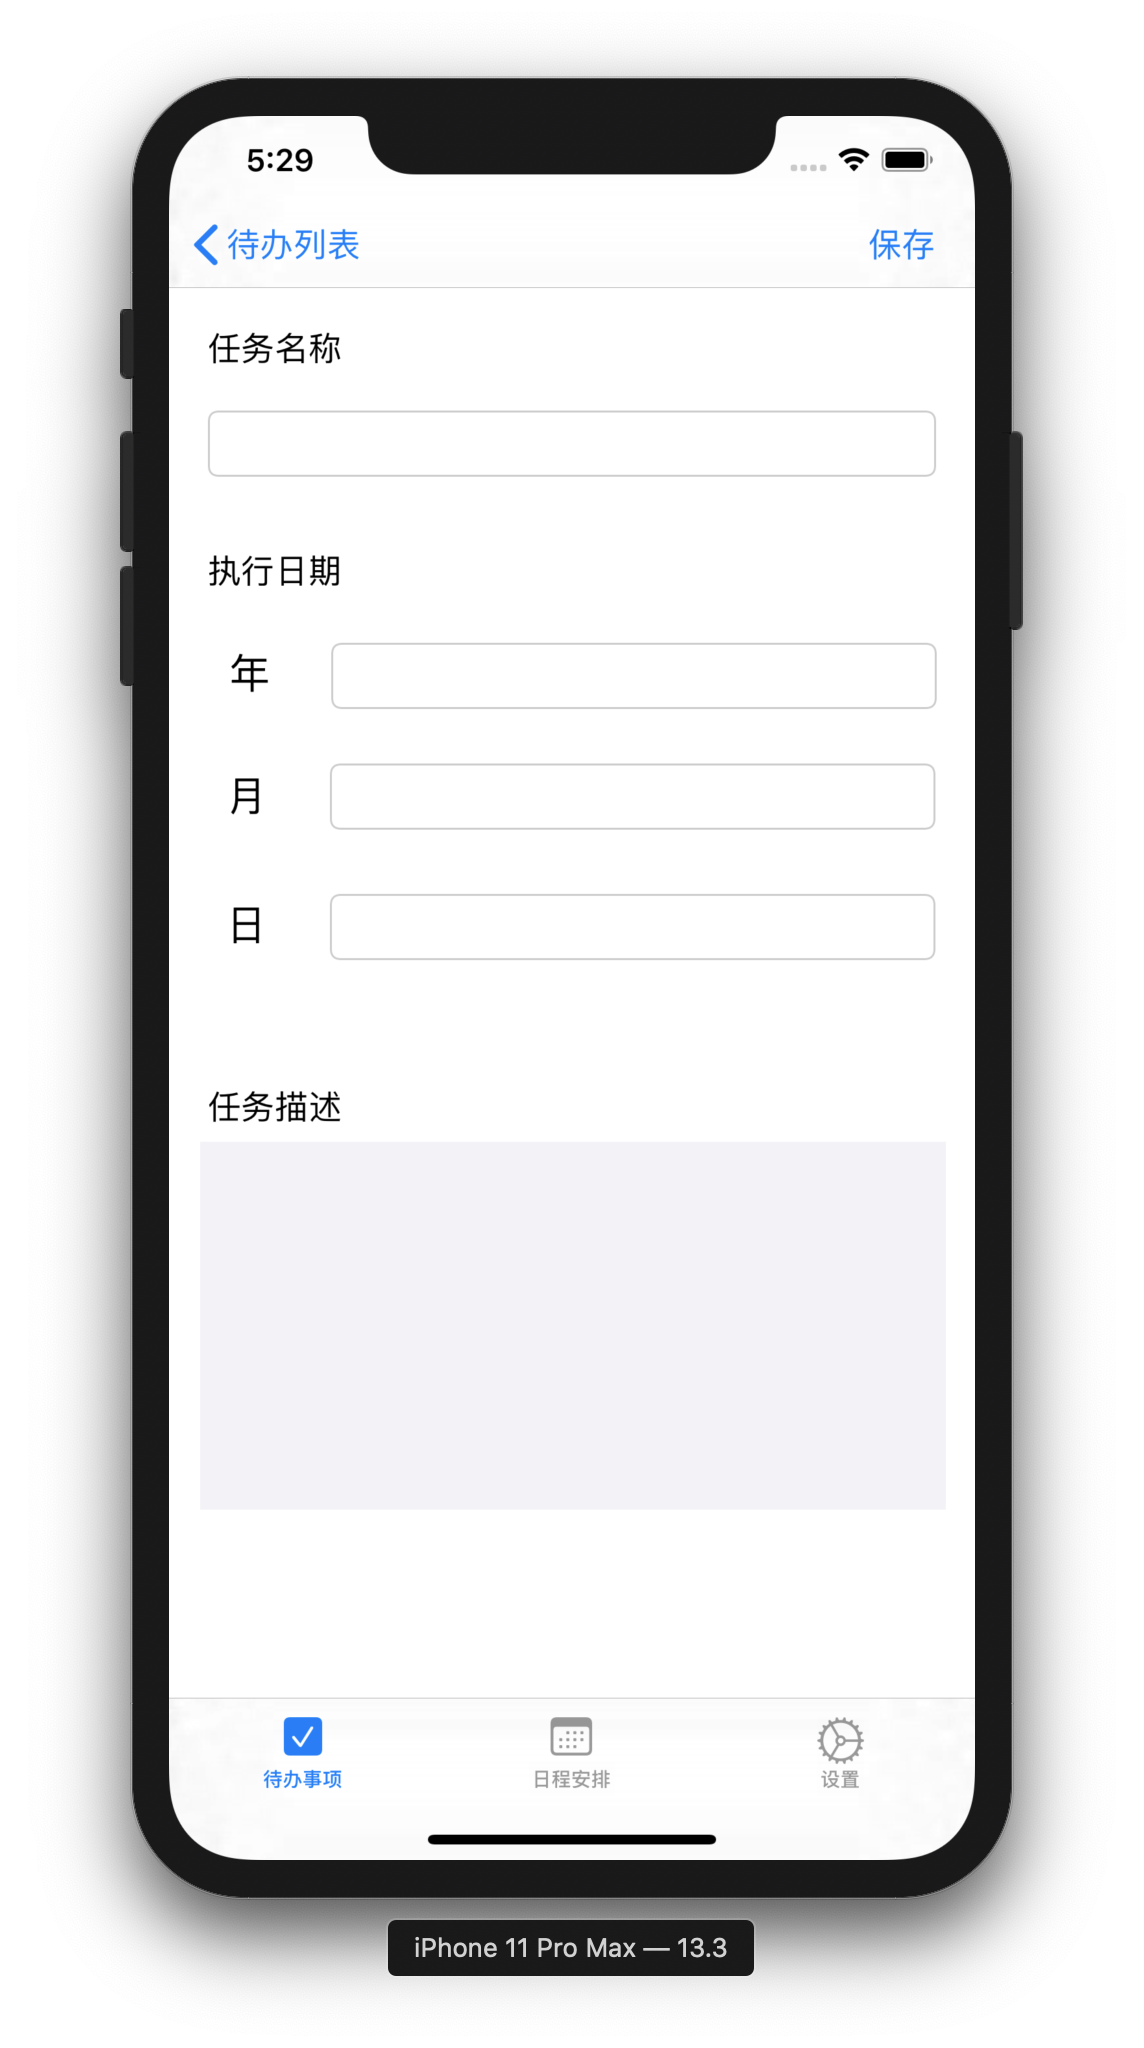 5:29
待办列表 保存
任务名称
执行日期
年
月
日
任务描述
待办事项 日程安排 设置
iPhone 11 Pro Max — 13.3